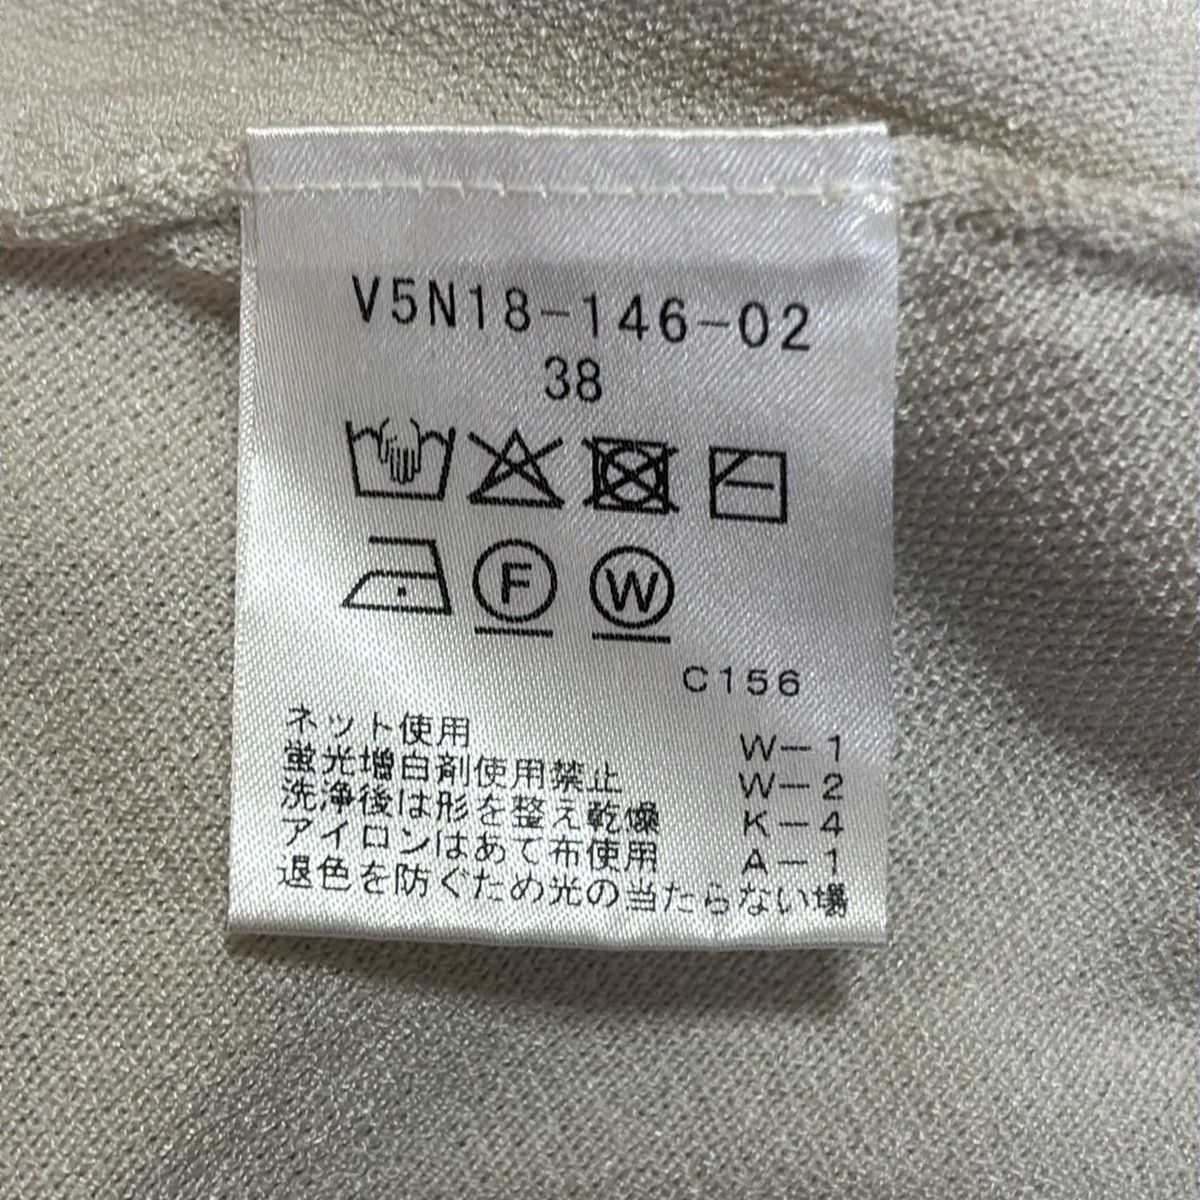 V5N18-146-02
38
F W
C156
ネット使用 W-1
蛍光増白剤使用禁止 W-2
洗浄後は形を整え乾燥 K-4
アイロンはあて布使用 A-1
退色を防ぐため光の当たらない場